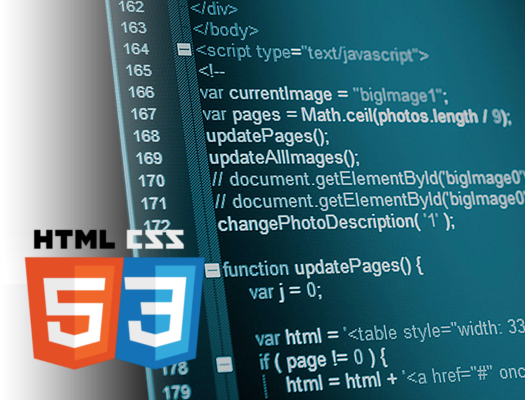 162 </div>
163 </body>
164 <script type="text/javascript">
165 <!--
166 var currentImage = "bigImage1";
167 var pages = Math.ceil(photos.length / 9);
168 updatePages();
169 updateAllImages();
170 // document.getElementById('bigImage0'
171 // document.getElementById('bigImage0'
172 changePhotoDescription( '1' );
function updatePages() {
var j = 0;
var html = '<table style="width: 33
178 if ( page != 0 ) {
179 html = html + '<a href="#" onc
HTML CSS
5 3